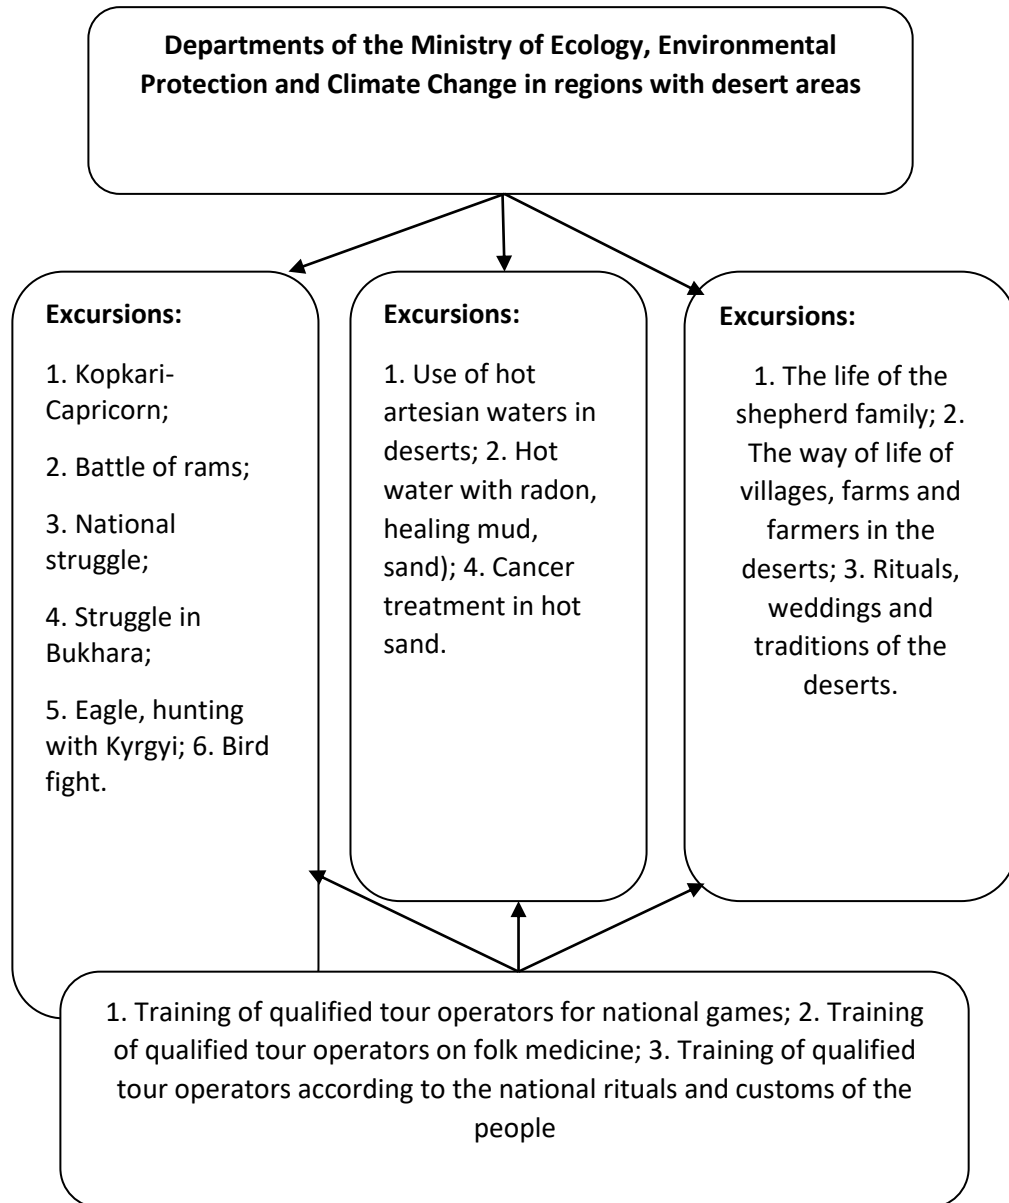 Departments of the Ministry of Ecology, Environmental
Protection and Climate Change in regions with desert areas
Excursions:
1. Kopkari-
Capricorn;
2. Battle of rams;
3. National
struggle;
4. Struggle in
Bukhara;
5. Eagle, hunting
with Kyrgyi; 6. Bird
fight.
Excursions:
1. Use of hot
artesian waters in
deserts; 2. Hot
water with radon,
healing mud,
sand); 4. Cancer
treatment in hot
sand.
Excursions:
1. The life of the
shepherd family; 2.
The way of life of
villages, farms and
farmers in the
deserts; 3. Rituals,
weddings and
traditions of the
deserts.
1. Training of qualified tour operators for national games; 2. Training
of qualified tour operators on folk medicine; 3. Training of qualified
tour operators according to the national rituals and customs of the
people